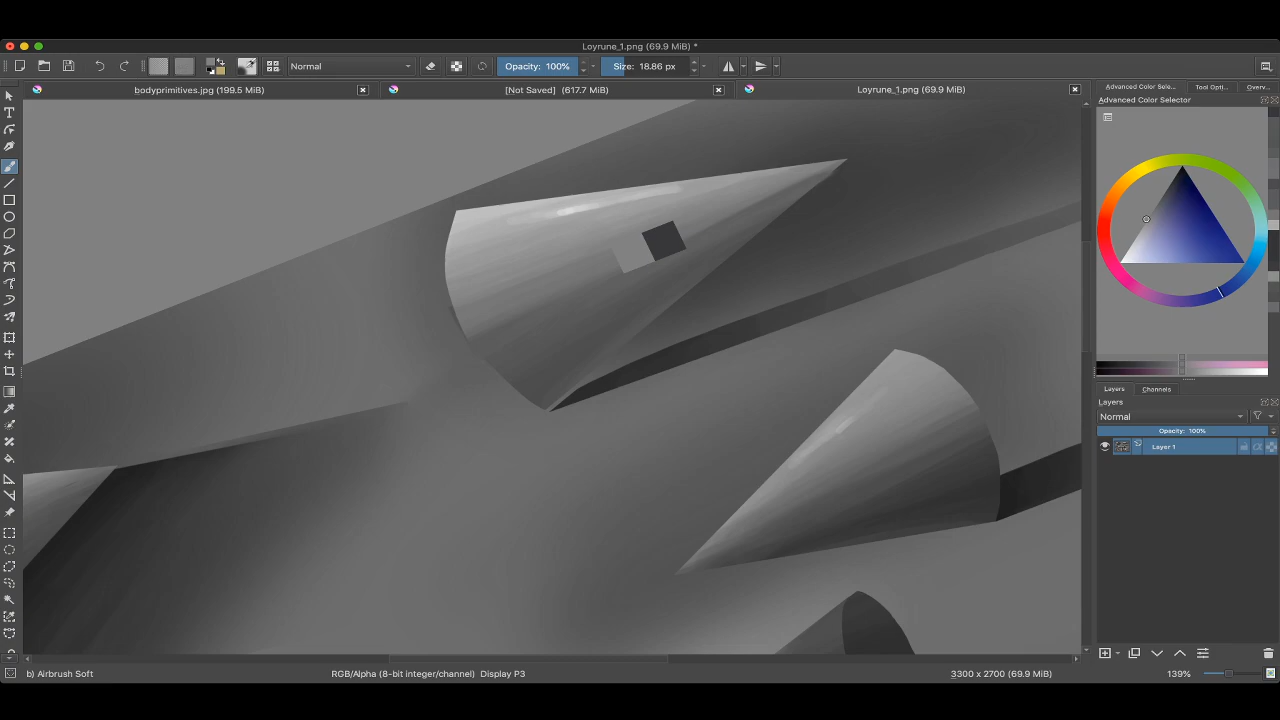 Loyrune_1.png (69.9 MiB) *
Normal
Opacity: 100%
Size: 18.86 px
bodyprimitives.jpg (199.5 MiB)
[Not Saved] (617.7 MiB)
Loyrune_1.png (69.9 MiB)
Advanced Color Sele...
Tool Opti...
Overv...
Advanced Color Selector
Layers
Channels
Layers
Normal
Opacity: 100%
Layer 1
b) Airbrush Soft
RGB/Alpha (8-bit integer/channel) Display P3
3300 x 2700 (69.9 MiB)
139%